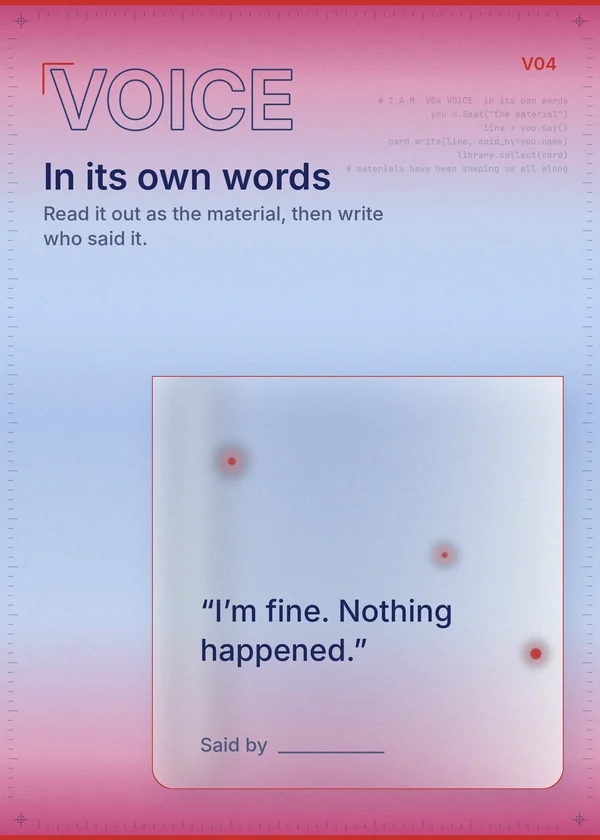 V04
VOICE
# I.A.M. V04 VOICE  in its own words
you = Seat("the material")
line = you.say()
card.write(line, said_by=you.name)
library.collect(card)
# materials have been shaping us all along
In its own words
Read it out as the material, then write
who said it.
“I’m fine. Nothing
happened.”
Said by ___________